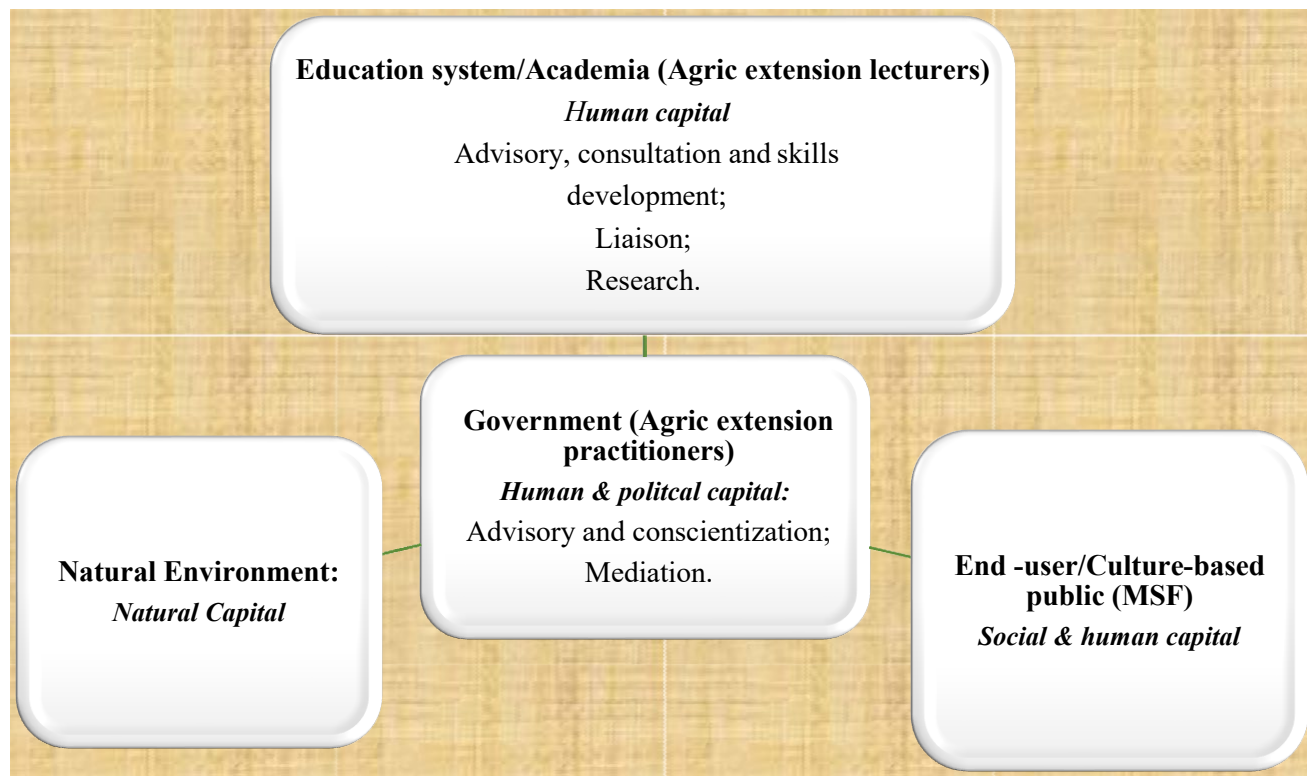 Education system/Academia (Agric extension lecturers)
Human capital
Advisory, consultation and skills
development;
Liaison;
Research.
Government (Agric extension
practitioners)
Human & politcal capital:
Advisory and conscientization;
Mediation.
Natural Environment:
Natural Capital
End -user/Culture-based
public (MSF)
Social & human capital